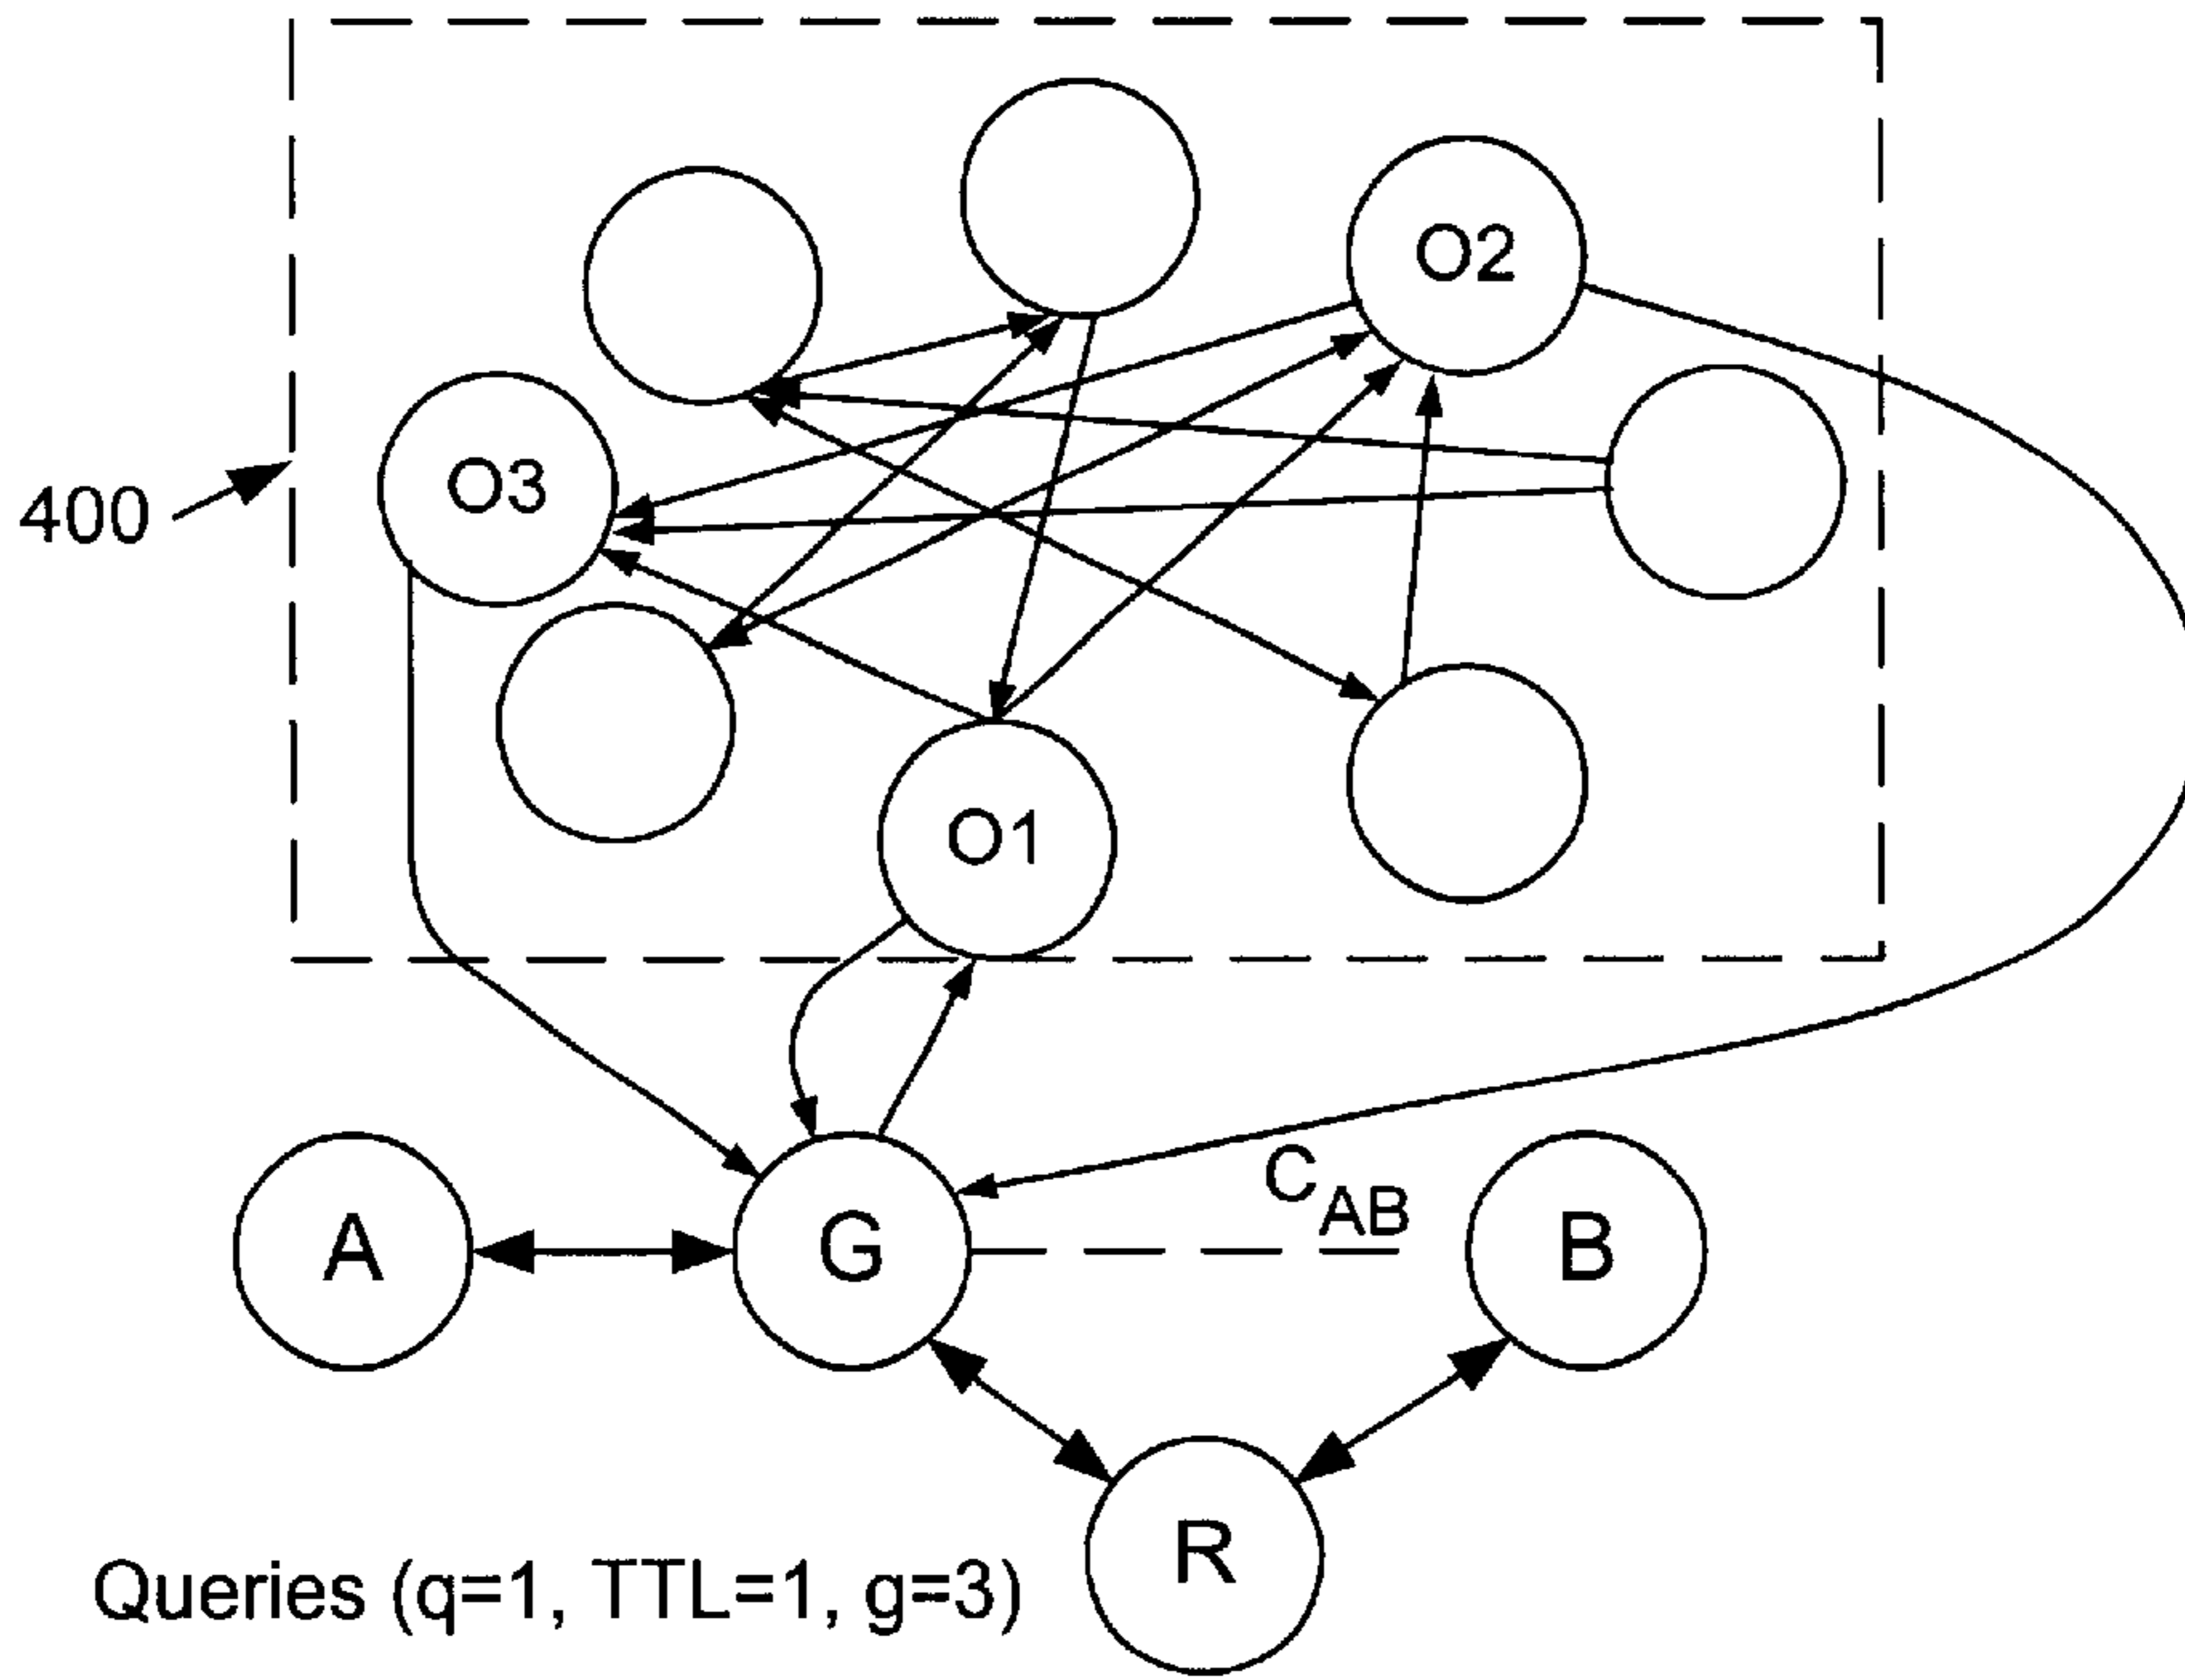 O2
O3
400
O1
C_AB
A
G
B
R
Queries (q=1, TTL=1, g=3)